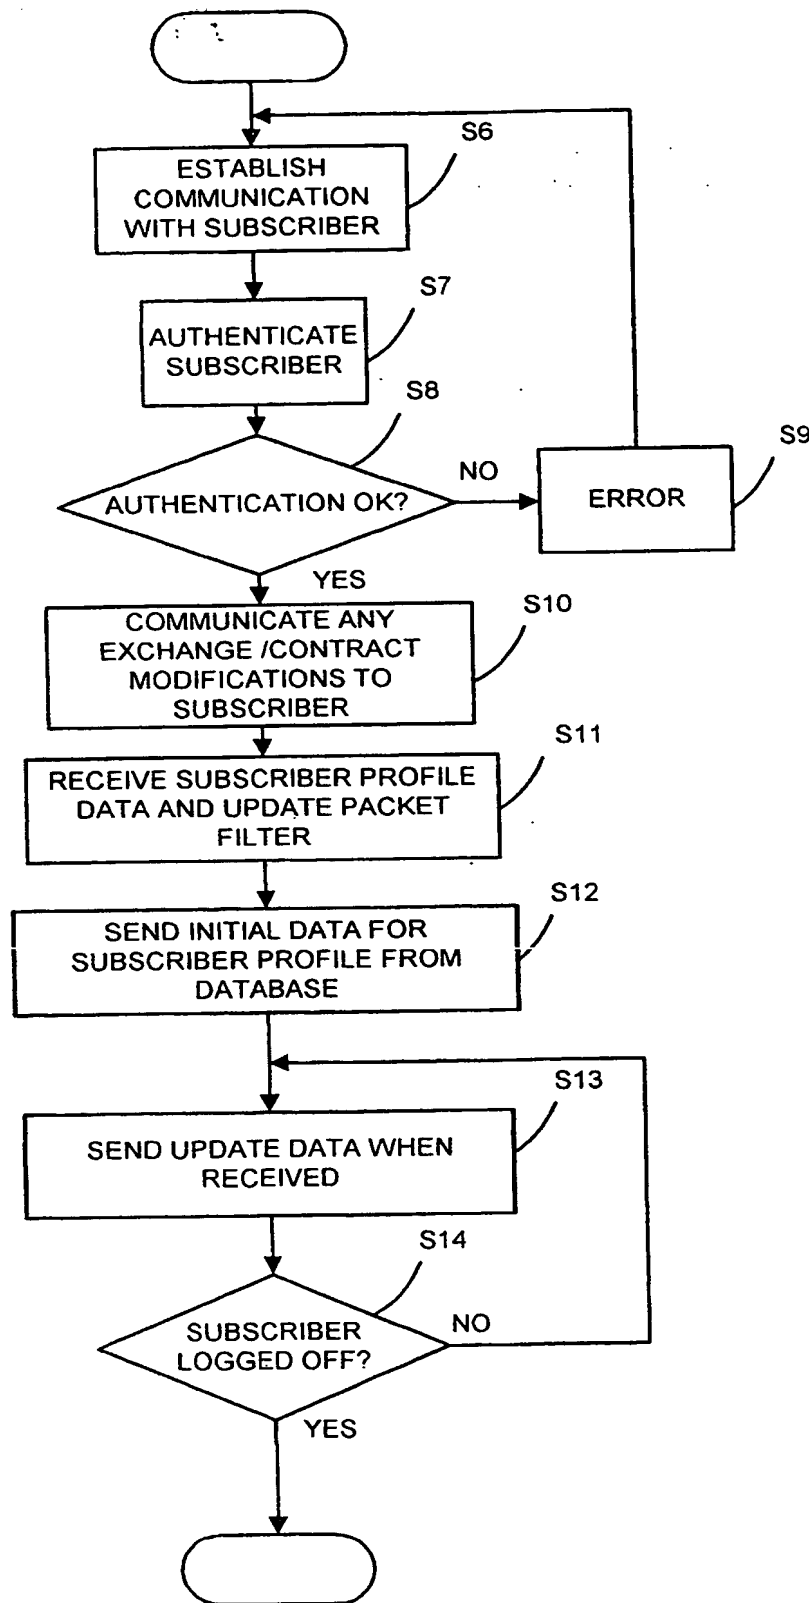 S6
ESTABLISH
COMMUNICATION
WITH SUBSCRIBER
S7
AUTHENTICATE
SUBSCRIBER
S8
AUTHENTICATION OK?
NO
S9
ERROR
YES
S10
COMMUNICATE ANY
EXCHANGE /CONTRACT
MODIFICATIONS TO
SUBSCRIBER
S11
RECEIVE SUBSCRIBER PROFILE
DATA AND UPDATE PACKET
FILTER
S12
SEND INITIAL DATA FOR
SUBSCRIBER PROFILE FROM
DATABASE
S13
SEND UPDATE DATA WHEN
RECEIVED
S14
SUBSCRIBER
LOGGED OFF?
NO
YES